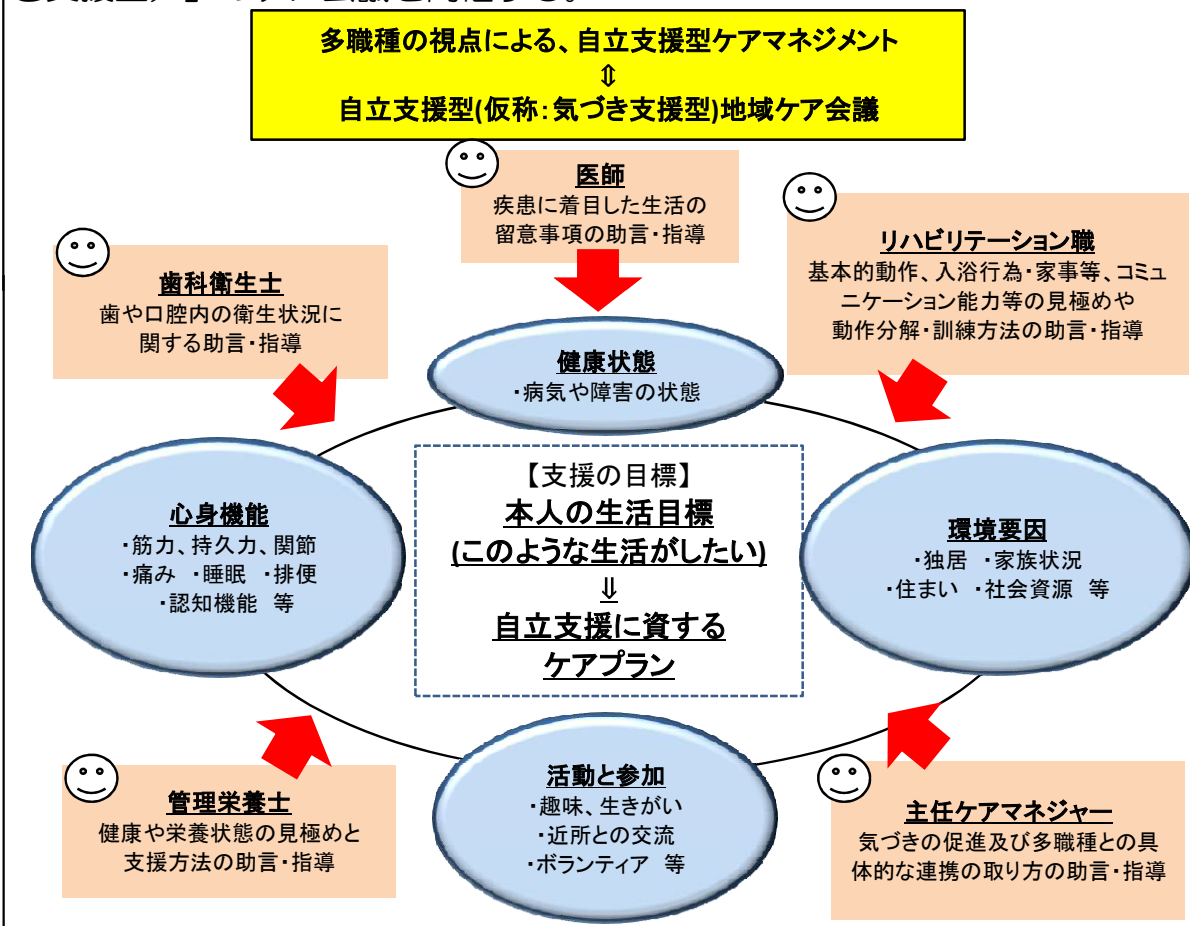 多職種の視点による、自立支援型ケアマネジメント
⇕
自立支援型(仮称:気づき支援型)地域ケア会議
医師
疾患に着目した生活の
留意事項の助言・指導
リハビリテーション職
基本的動作、入浴行為・家事等、コミュ
ニケーション能力等の見極めや
動作分解・訓練方法の助言・指導
歯科衛生士
歯や口腔内の衛生状況に
関する助言・指導
健康状態
・病気や障害の状態
【支援の目標】
本人の生活目標
(このような生活がしたい)
⇓
自立支援に資する
ケアプラン
心身機能
・筋力、持久力、関節
・痛み ・睡眠 ・排便
・認知機能 等
環境要因
・独居 ・家族状況
・住まい ・社会資源 等
活動と参加
・趣味、生きがい
・近所との交流
・ボランティア 等
管理栄養士
健康や栄養状態の見極めと
支援方法の助言・指導
主任ケアマネジャー
気づきの促進及び多職種との具
体的な連携の取り方の助言・指導